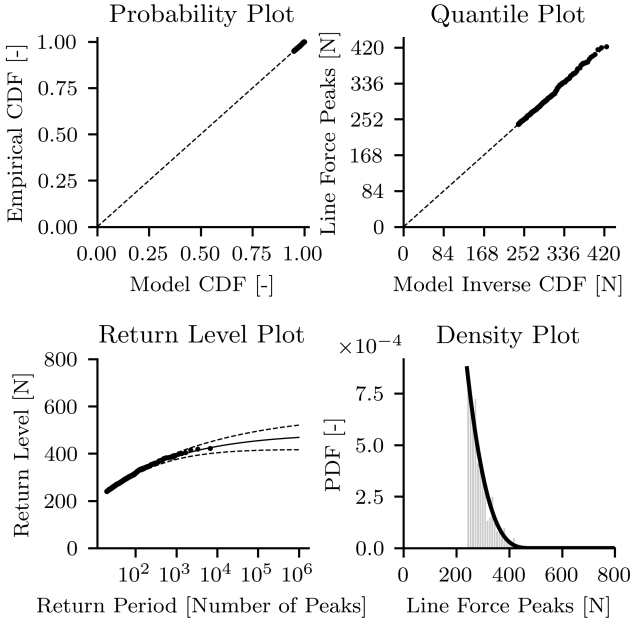 Probability Plot
Empirical CDF [-]
1.00
0.75
0.50
0.25
0.00
0.00 0.25 0.50 0.75 1.00
Model CDF [-]
Quantile Plot
Line Force Peaks [N]
420
336
252
168
84
0
0 84 168 252 336 420
Model Inverse CDF [N]
Return Level Plot
Return Level [N]
800
600
400
200
0
10² 10³ 10⁴ 10⁵ 10⁶
Return Period [Number of Peaks]
Density Plot
×10⁻⁴
PDF [-]
7.5
5.0
2.5
0.0
0 200 400 600 800
Line Force Peaks [N]